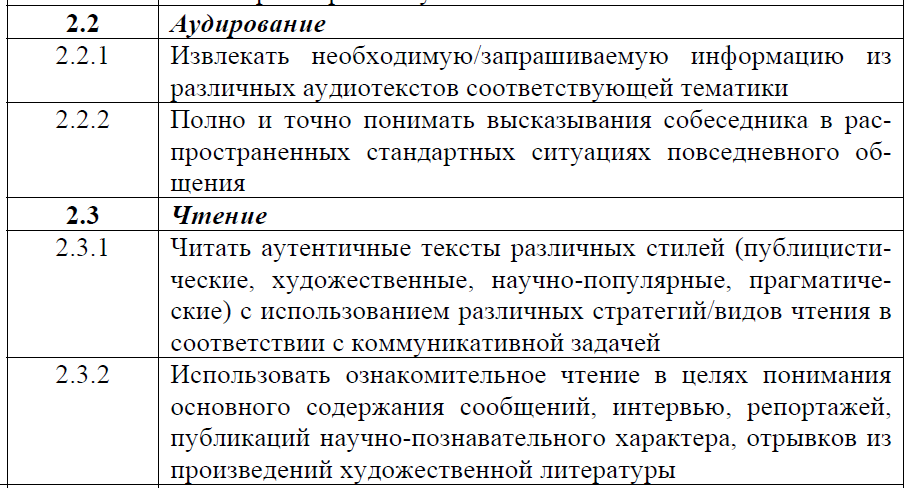 2.2 Аудирование
2.2.1 Извлекать необходимую/запрашиваемую информацию из
различных аудиотекстов соответствующей тематики
2.2.2 Полно и точно понимать высказывания собеседника в рас-
пространенных стандартных ситуациях повседневного об-
щения
2.3 Чтение
2.3.1 Читать аутентичные тексты различных стилей (публицисти-
ческие, художественные, научно-популярные, прагматиче-
ские) с использованием различных стратегий/видов чтения в
соответствии с коммуникативной задачей
2.3.2 Использовать ознакомительное чтение в целях понимания
основного содержания сообщений, интервью, репортажей,
публикаций научно-познавательного характера, отрывков из
произведений художественной литературы